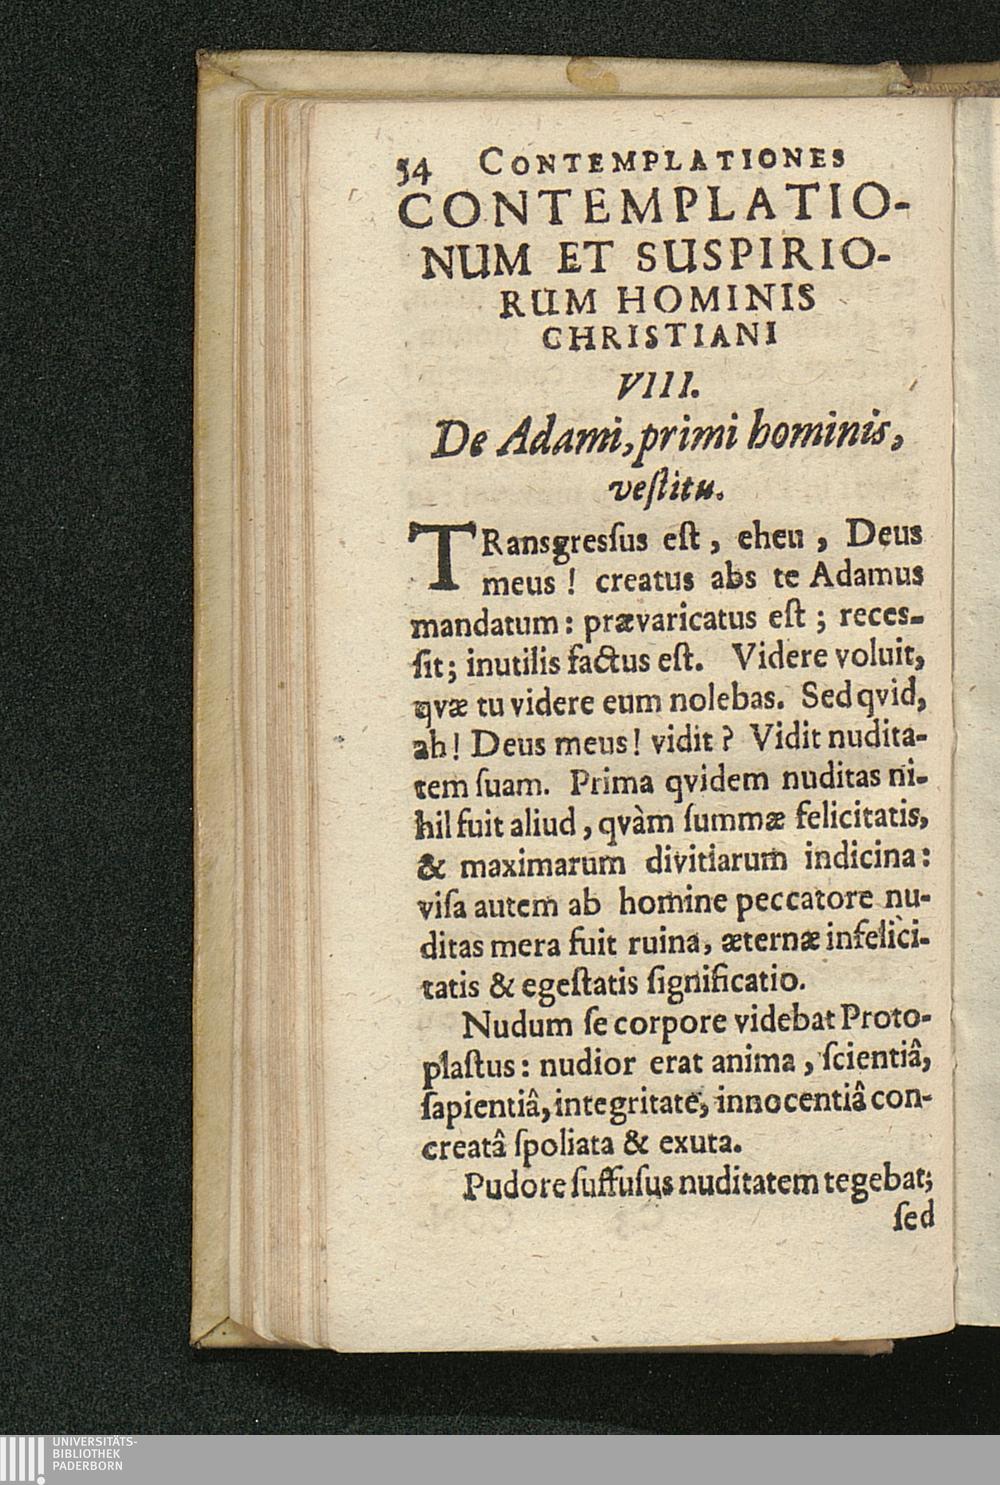 54 CONTEMPLATIONES
CONTEMPLATIO-
NUM ET SUSPIRIO-
RUM HOMINIS
CHRISTIANI
VIII.
De Adami, primi hominis,
veſtitu.
TRansgresſus eſt, eheu, Deus
meus! creatus abs te Adamus
mandatum: prævaricatus eſt; reces-
ſit; inutilis factus eſt. Videre voluit,
qvæ tu videre eum nolebas. Sed qvid,
ah! Deus meus! vidit? Vidit nudita-
tem ſuam. Prima qvidem nuditas ni-
hil fuit aliud, qvàm ſummæ felicitatis,
& maximarum divitiarum indicina:
viſa autem ab homine peccatore nu-
ditas mera fuit ruina, æternæ infelici-
tatis & egeſtatis ſignificatio.
Nudum ſe corpore videbat Proto-
plaſtus: nudior erat anima, ſcientiâ,
ſapientiâ, integritate, innocentiâ con-
creatâ ſpoliata & exuta.
Pudore ſuffuſus nuditatem tegebat;
ſed
UNIVERSITÄTS-
BIBLIOTHEK
PADERBORN